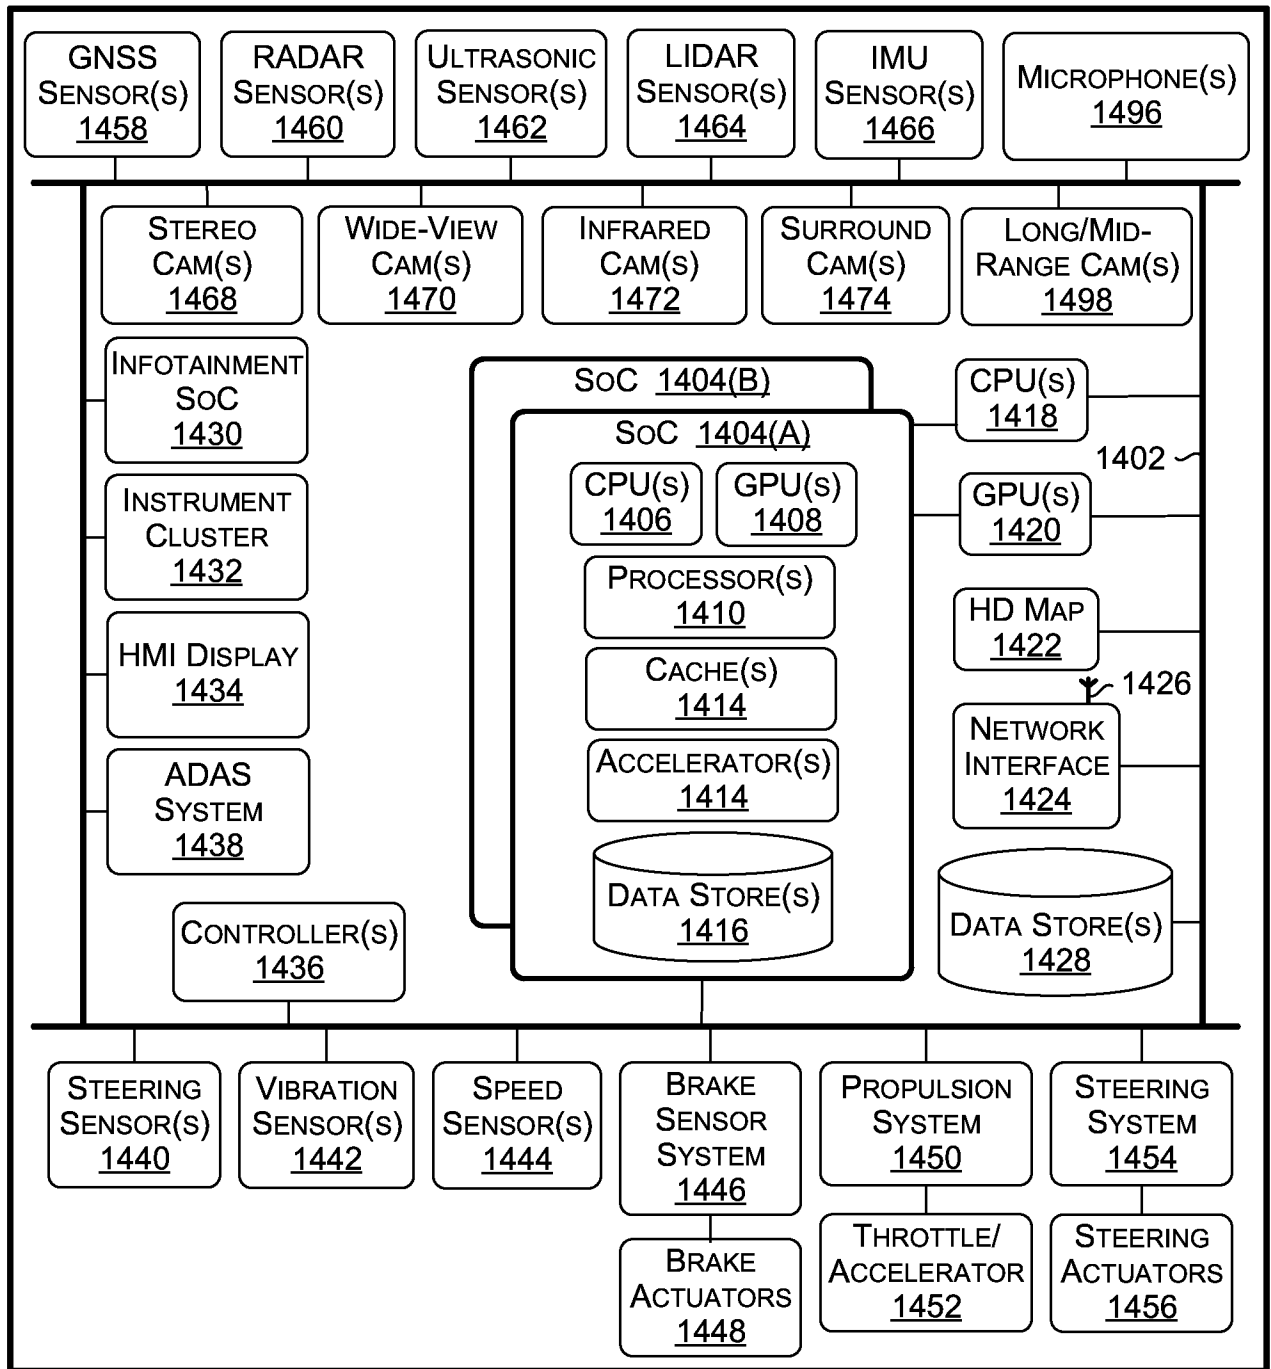 GNSS
SENSOR(S)
1458
RADAR
SENSOR(S)
1460
ULTRASONIC
SENSOR(S)
1462
LIDAR
SENSOR(S)
1464
IMU
SENSOR(S)
1466
MICROPHONE(S)
1496
STEREO
CAM(S)
1468
WIDE-VIEW
CAM(S)
1470
INFRARED
CAM(S)
1472
SURROUND
CAM(S)
1474
LONG/MID-
RANGE CAM(S)
1498
INFOTAINMENT
SOC
1430
INSTRUMENT
CLUSTER
1432
HMI DISPLAY
1434
ADAS
SYSTEM
1438
CONTROLLER(S)
1436
SOC 1404(B)
SOC 1404(A)
CPU(S)
1406
GPU(S)
1408
PROCESSOR(S)
1410
CACHE(S)
1414
ACCELERATOR(S)
1414
DATA STORE(S)
1416
CPU(S)
1418
1402
GPU(S)
1420
HD MAP
1422
1426
NETWORK
INTERFACE
1424
DATA STORE(S)
1428
STEERING
SENSOR(S)
1440
VIBRATION
SENSOR(S)
1442
SPEED
SENSOR(S)
1444
BRAKE
SENSOR
SYSTEM
1446
PROPULSION
SYSTEM
1450
STEERING
SYSTEM
1454
BRAKE
ACTUATORS
1448
THROTTLE/
ACCELERATOR
1452
STEERING
ACTUATORS
1456